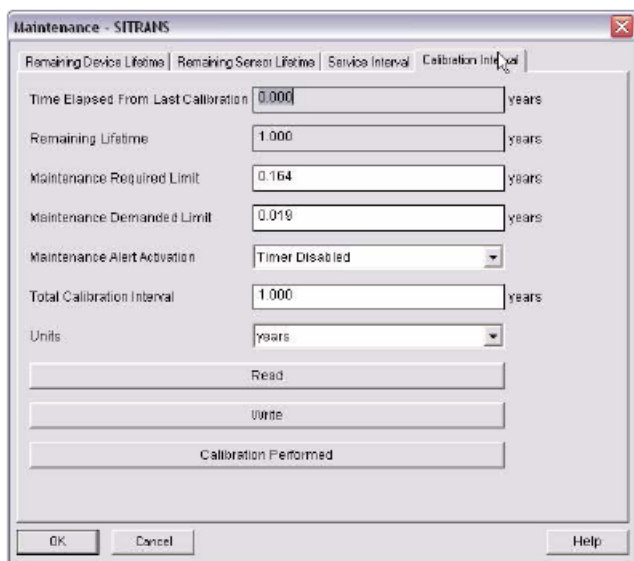 Maintenance - SITRANS
Remaining Device Lifetime | Remaining Sensor Lifetime | Service Interval | Calibration Interval
Time Elapsed From Last Calibration 0.000 years
Remaining Lifetime 1.000 years
Maintenance Required Limit 0.164 years
Maintenance Demanded Limit 0.019 years
Maintenance Alert Activation Timer Disabled
Total Calibration Interval 1.000 years
Units years
Read
Write
Calibration Performed
OK Cancel Help